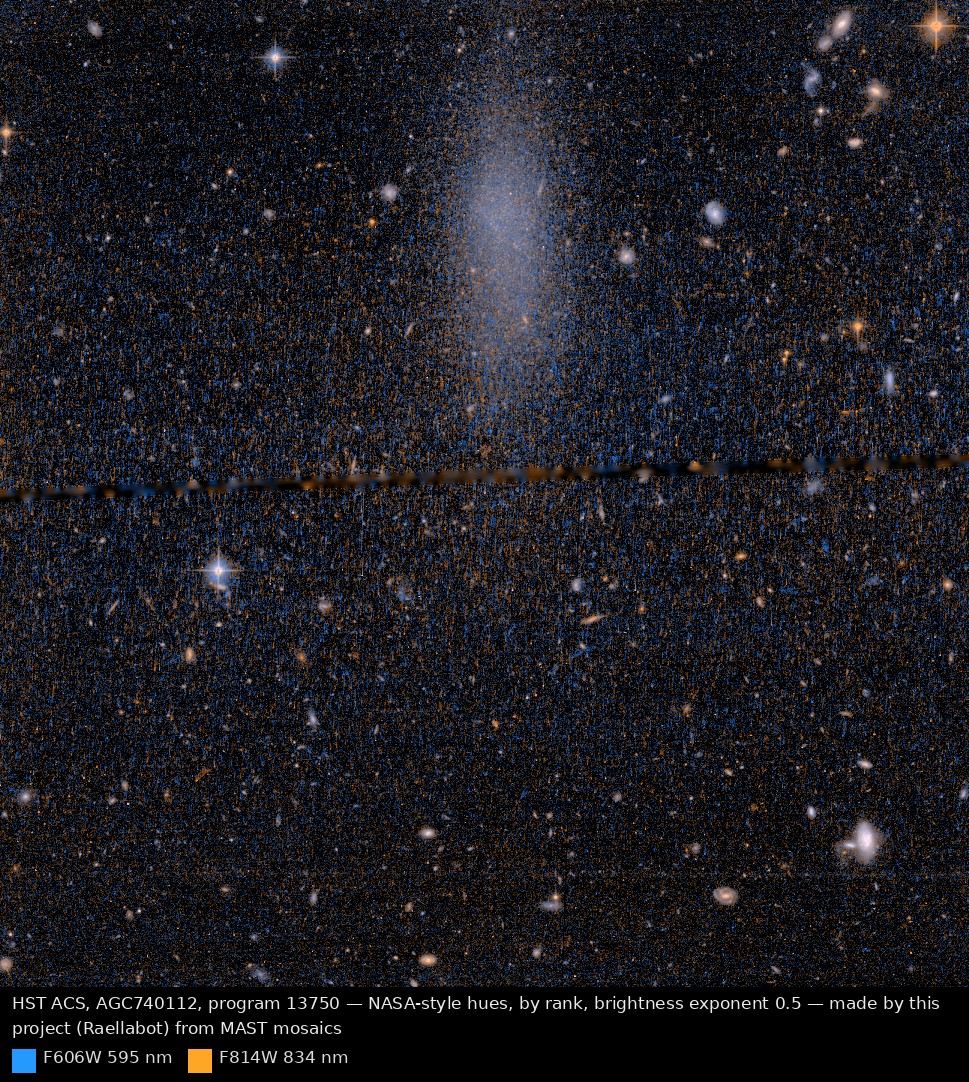 HST ACS, AGC740112, program 13750 — NASA-style hues, by rank, brightness exponent 0.5 — made by this
project (Raellabot) from MAST mosaics
F606W 595 nm F814W 834 nm